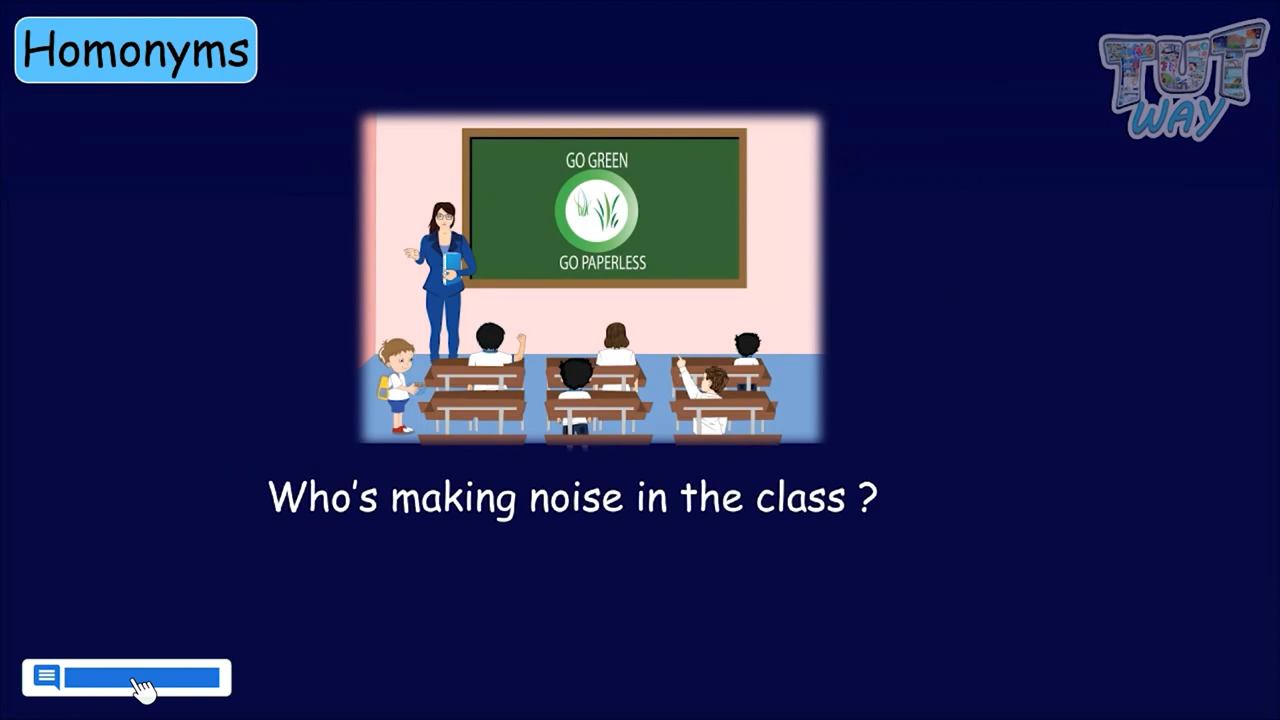 Homonyms
TUT
WAY
GO GREEN
GO PAPERLESS
Who's making noise in the class ?